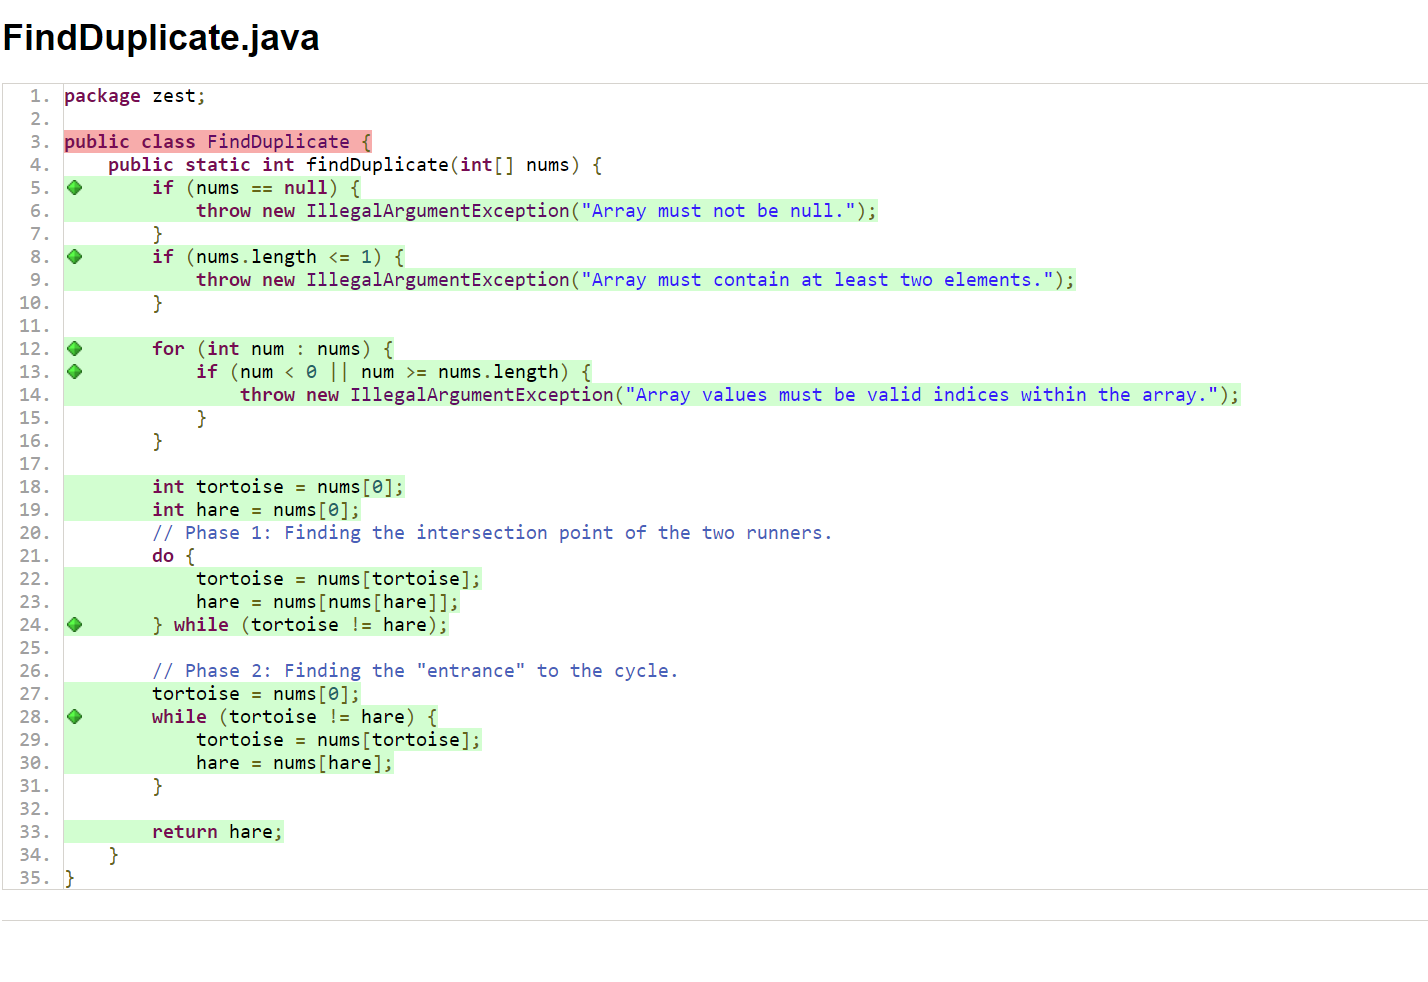 FindDuplicate.java
1. package zest;
2.
3. public class FindDuplicate {
4.     public static int findDuplicate(int[] nums) {
5.         if (nums == null) {
6.             throw new IllegalArgumentException("Array must not be null.");
7.         }
8.         if (nums.length <= 1) {
9.             throw new IllegalArgumentException("Array must contain at least two elements.");
10.         }
11.
12.         for (int num : nums) {
13.             if (num < 0 || num >= nums.length) {
14.                 throw new IllegalArgumentException("Array values must be valid indices within the array.");
15.             }
16.         }
17.
18.         int tortoise = nums[0];
19.         int hare = nums[0];
20.         // Phase 1: Finding the intersection point of the two runners.
21.         do {
22.             tortoise = nums[tortoise];
23.             hare = nums[nums[hare]];
24.         } while (tortoise != hare);
25.
26.         // Phase 2: Finding the "entrance" to the cycle.
27.         tortoise = nums[0];
28.         while (tortoise != hare) {
29.             tortoise = nums[tortoise];
30.             hare = nums[hare];
31.         }
32.
33.         return hare;
34.     }
35. }